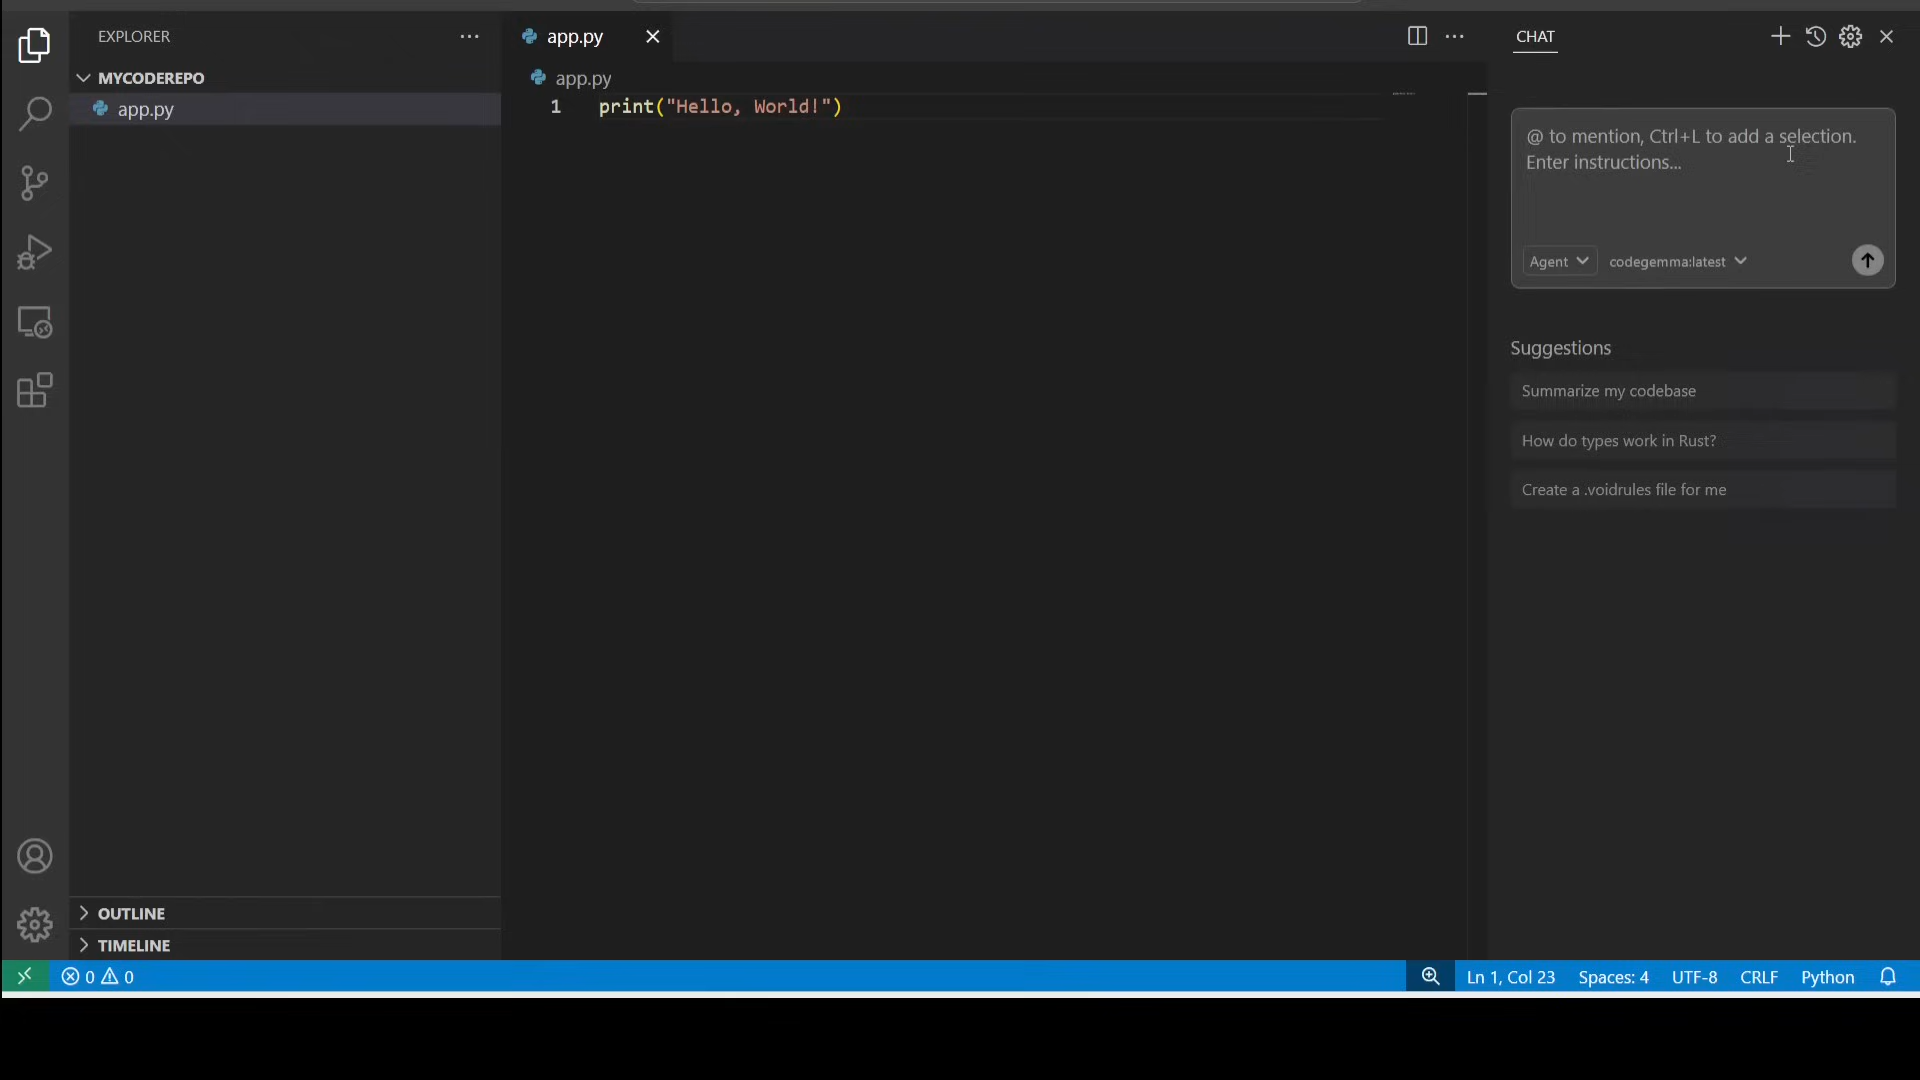 EXPLORER
MYCODEREPO
app.py
OUTLINE
TIMELINE
app.py
app.py
1 print("Hello, World!")
CHAT
@ to mention, Ctrl+L to add a selection.
Enter instructions...
Agent codegemma:latest
Suggestions
Summarize my codebase
How do types work in Rust?
Create a .voidrules file for me
0 0 Ln 1, Col 23 Spaces: 4 UTF-8 CRLF Python